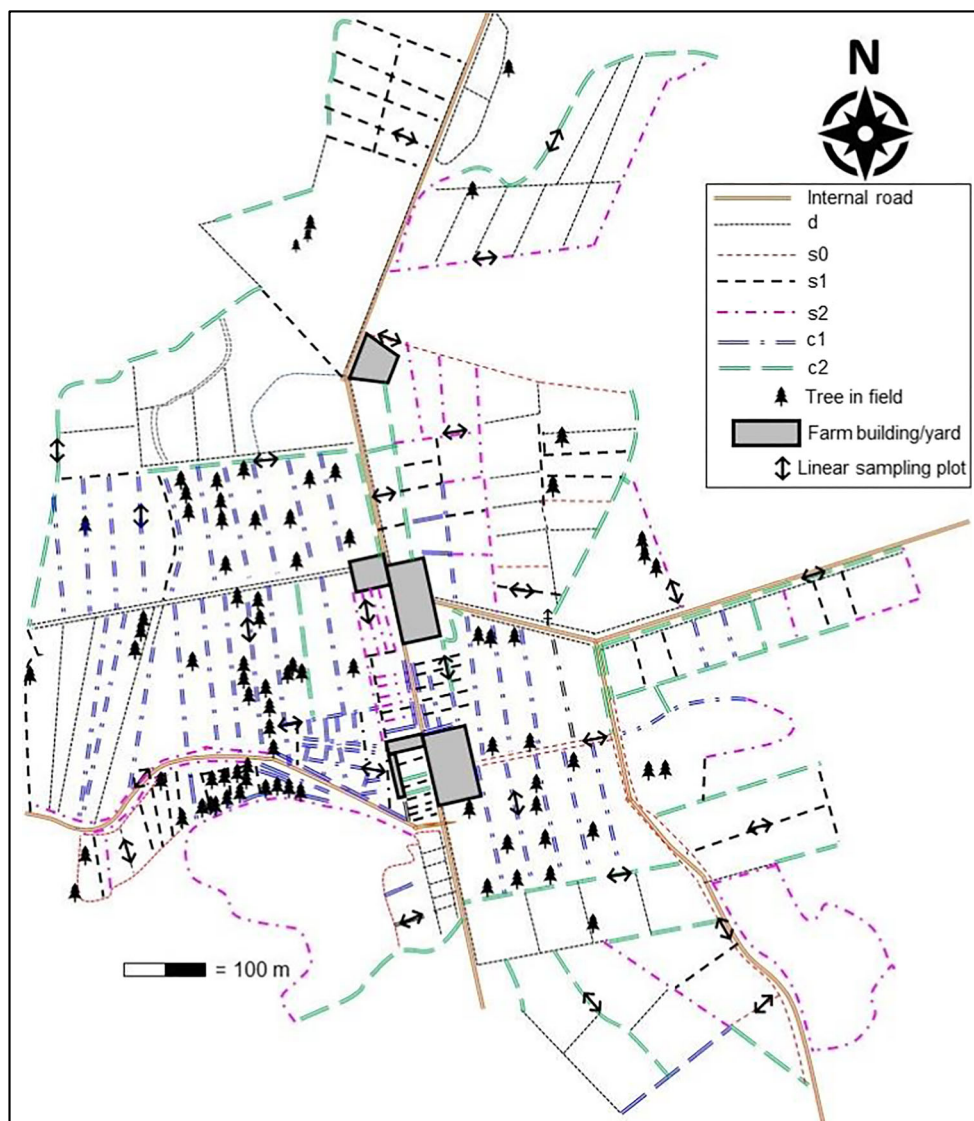 N
Internal road
d
s0
s1
s2
c1
c2
Tree in field
Farm building/yard
Linear sampling plot
= 100 m